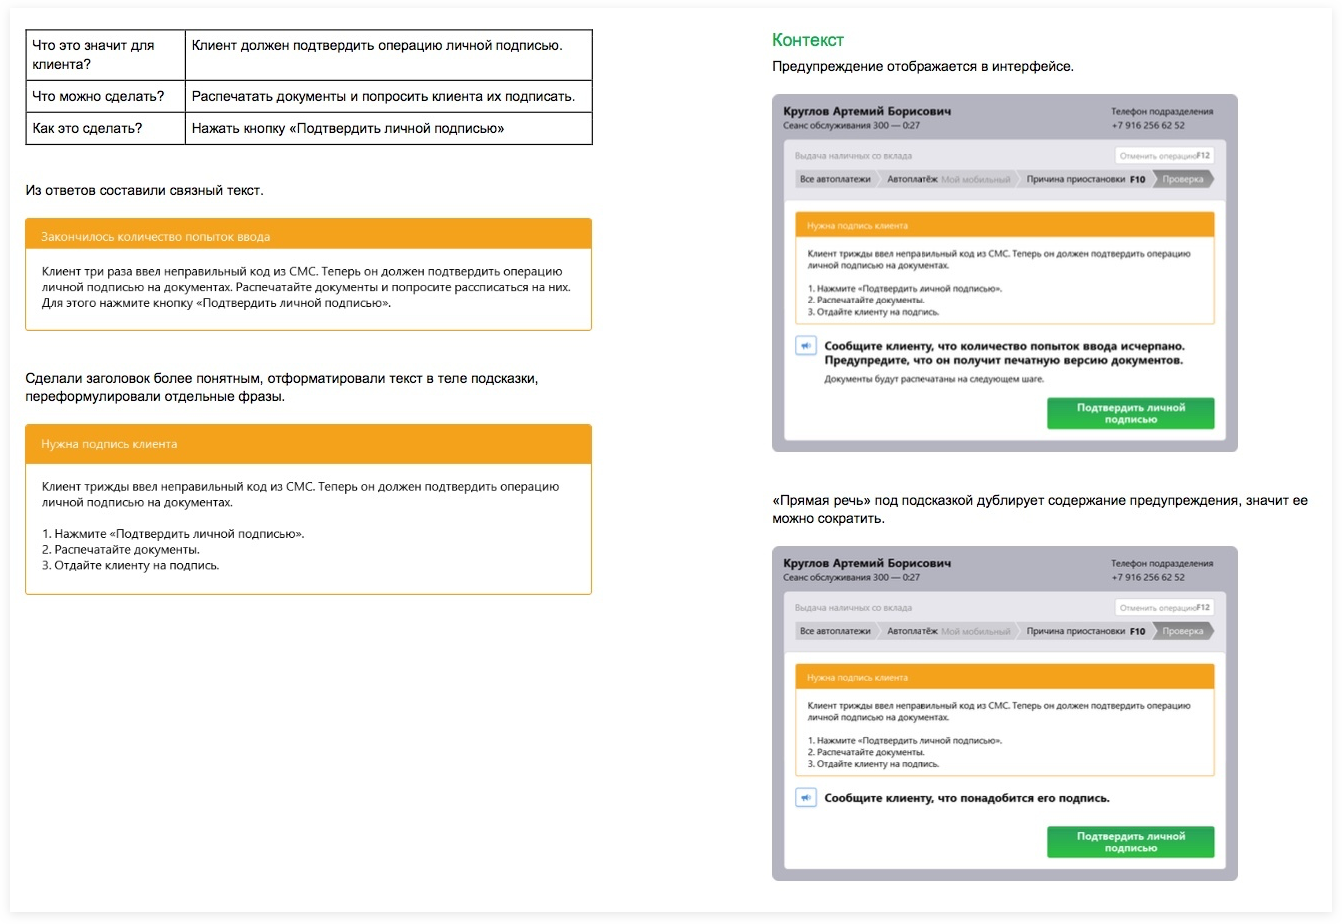 Что это значит для
клиента?
Клиент должен подтвердить операцию личной подписью.
Что можно сделать?
Распечатать документы и попросить клиента их подписать.
Как это сделать?
Нажать кнопку «Подтвердить личной подписью»
Из ответов составили связный текст.
Закончилось количество попыток ввода
Клиент три раза ввел неправильный код из СМС. Теперь он должен подтвердить операцию
личной подписью на документах. Распечатайте документы и попросите рассписаться на них.
Для этого нажмите кнопку «Подтвердить личной подписью».
Сделали заголовок более понятным, отформатировали текст в теле подсказки,
переформулировали отдельные фразы.
Нужна подпись клиента
Клиент трижды ввел неправильный код из СМС. Теперь он должен подтвердить операцию
личной подписью на документах.
1. Нажмите «Подтвердить личной подписью».
2. Распечатайте документы.
3. Отдайте клиенту на подпись.
Контекст
Предупреждение отображается в интерфейсе.
Круглов Артемий Борисович
Сеанс обслуживания 300 — 0:27
Телефон подразделения
+7 916 256 62 52
Выдача наличных со вклада
Отменить операциюF12
Все автоплатежи
Автоплатёж Мой мобильный
Причина приостановки F10
Проверка
Нужна подпись клиента
Клиент трижды ввел неправильный код из СМС. Теперь он должен подтвердить операцию
личной подписью на документах.
1. Нажмите «Подтвердить личной подписью».
2. Распечатайте документы.
3. Отдайте клиенту на подпись.
Сообщите клиенту, что количество попыток ввода исчерпано.
Предупредите, что он получит печатную версию документов.
Документы будут распечатаны на следующем шаге.
Подтвердить личной
подписью
«Прямая речь» под подсказкой дублирует содержание предупреждения, значит ее
можно сократить.
Круглов Артемий Борисович
Сеанс обслуживания 300 — 0:27
Телефон подразделения
+7 916 256 62 52
Выдача наличных со вклада
Отменить операциюF12
Все автоплатежи
Автоплатёж Мой мобильный
Причина приостановки F10
Проверка
Нужна подпись клиента
Клиент трижды ввел неправильный код из СМС. Теперь он должен подтвердить операцию
личной подписью на документах.
1. Нажмите «Подтвердить личной подписью».
2. Распечатайте документы.
3. Отдайте клиенту на подпись.
Сообщите клиенту, что понадобится его подпись.
Подтвердить личной
подписью